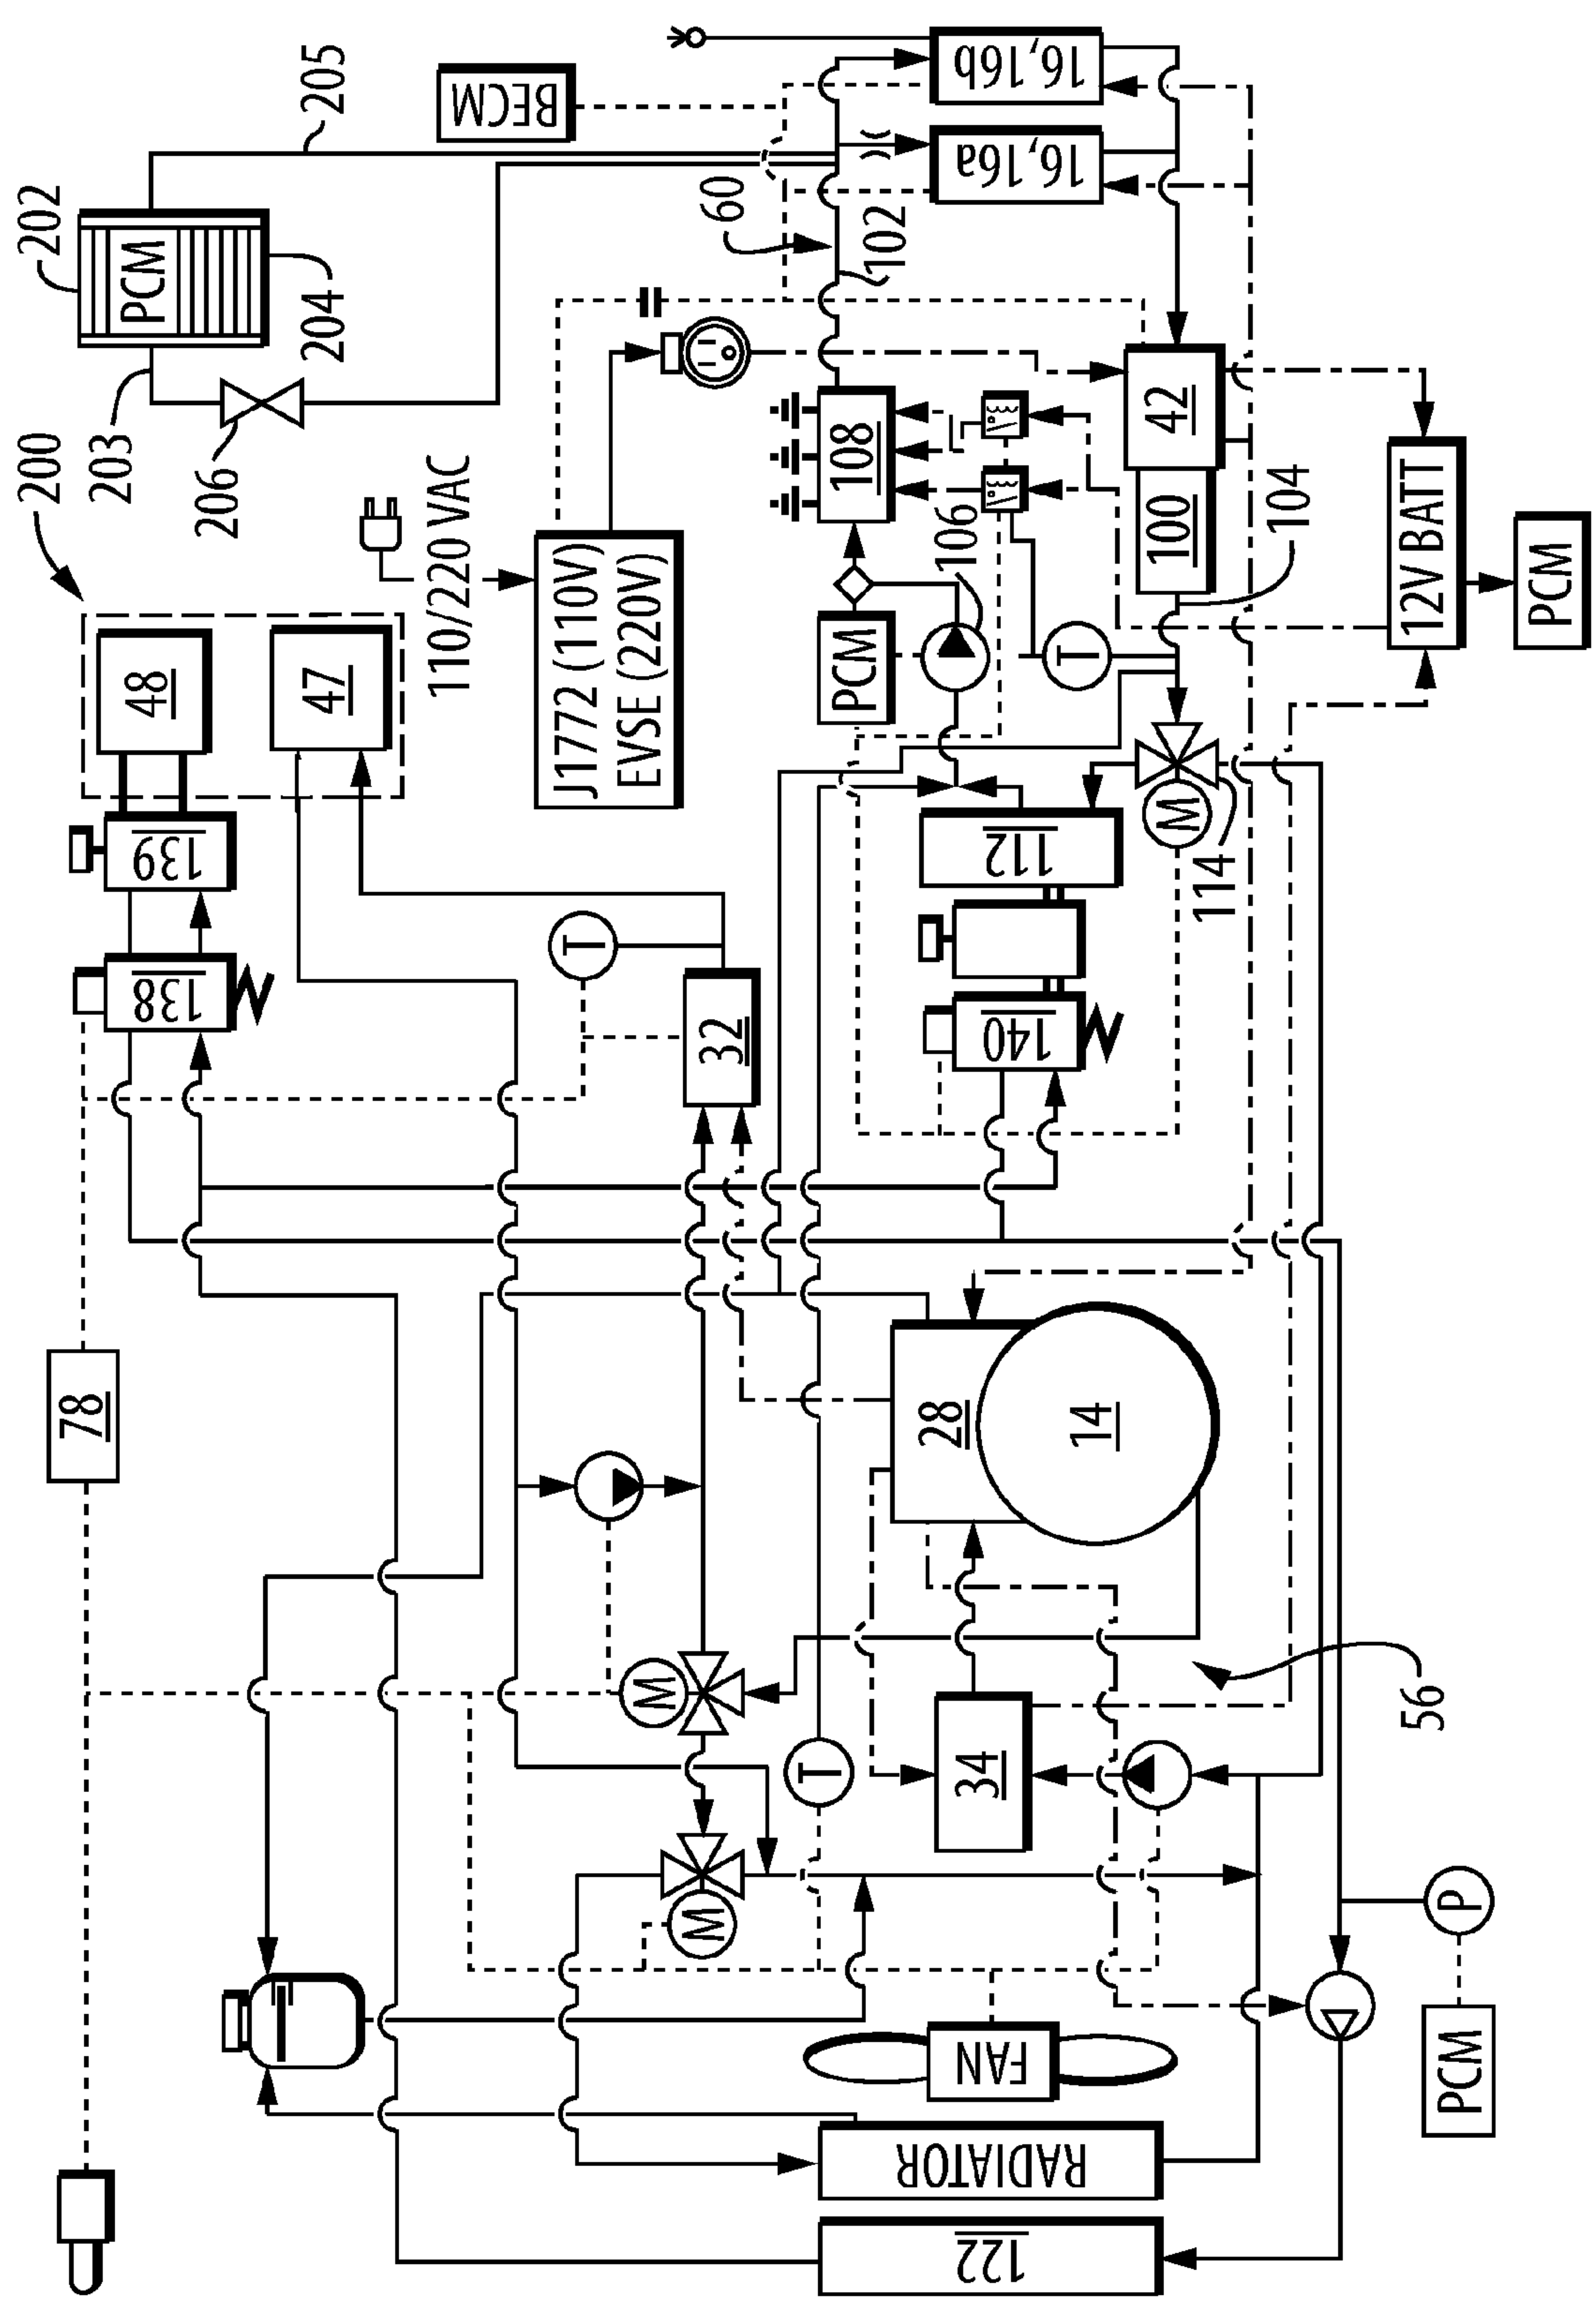 200
202
PCM
203
204
205
206
BECM
48
47
139
138
110/220 VAC
J1772 (110V)
EVSE (220V)
60
102
16,16b
16,16a
108
106
PCM
T
42
100
104
12V BATT
PCM
112
M
114
140
T
32
78
28
14
M
M
T
34
56
FAN
RADIATOR
122
P
PCM